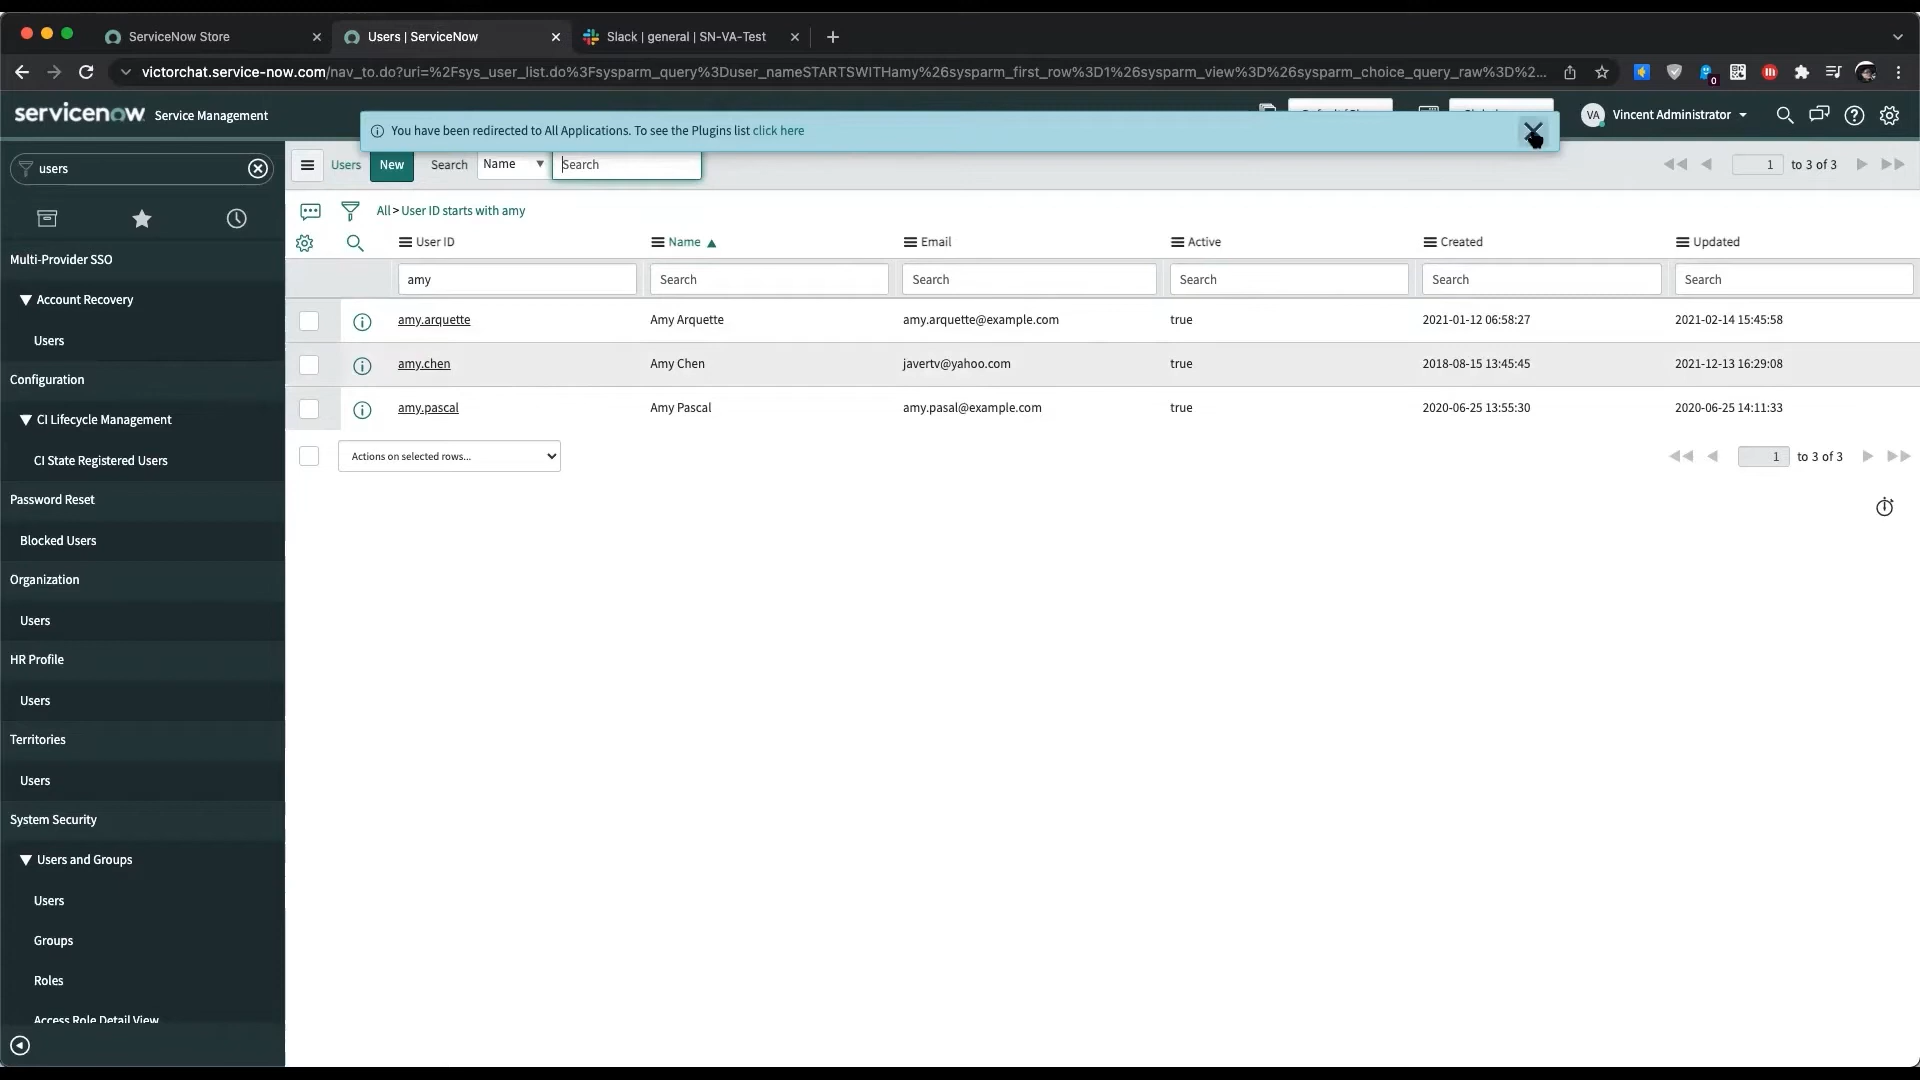 ServiceNow Store
Users | ServiceNow
Slack | general | SN-VA-Test
victorchat.service-now.com/nav_to.do?uri=%2Fsys_user_list.do%3Fsysparm_query%3Duser_nameSTARTSWITHamy%26sysparm_first_row%3D1%26sysparm_view%3D%26sysparm_choice_query_raw%3D%2...
0
servicenow Service Management
You have been redirected to All Applications. To see the Plugins list click here
VA Vincent Administrator
users
Users New Search Name Search
1 to 3 of 3
All > User ID starts with amy
User ID Name Email Active Created Updated
amy Search Search Search Search Search
amy.arquette Amy Arquette amy.arquette@example.com true 2021-01-12 06:58:27 2021-02-14 15:45:58
amy.chen Amy Chen javertv@yahoo.com true 2018-08-15 13:45:45 2021-12-13 16:29:08
amy.pascal Amy Pascal amy.pasal@example.com true 2020-06-25 13:55:30 2020-06-25 14:11:33
Actions on selected rows...
1 to 3 of 3
Multi-Provider SSO
Account Recovery
Users
Configuration
CI Lifecycle Management
CI State Registered Users
Password Reset
Blocked Users
Organization
Users
HR Profile
Users
Territories
Users
System Security
Users and Groups
Users
Groups
Roles
Access Role Detail View